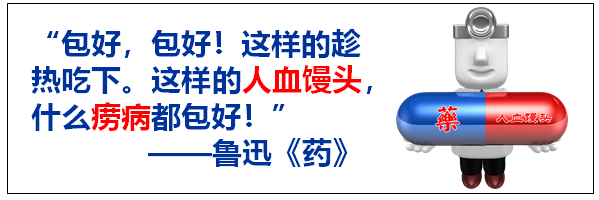 “包好，包好！这样的趁
热吃下。这样的人血馒头，
什么痨病都包好！”
——鲁迅《药》
藥
人血馒头